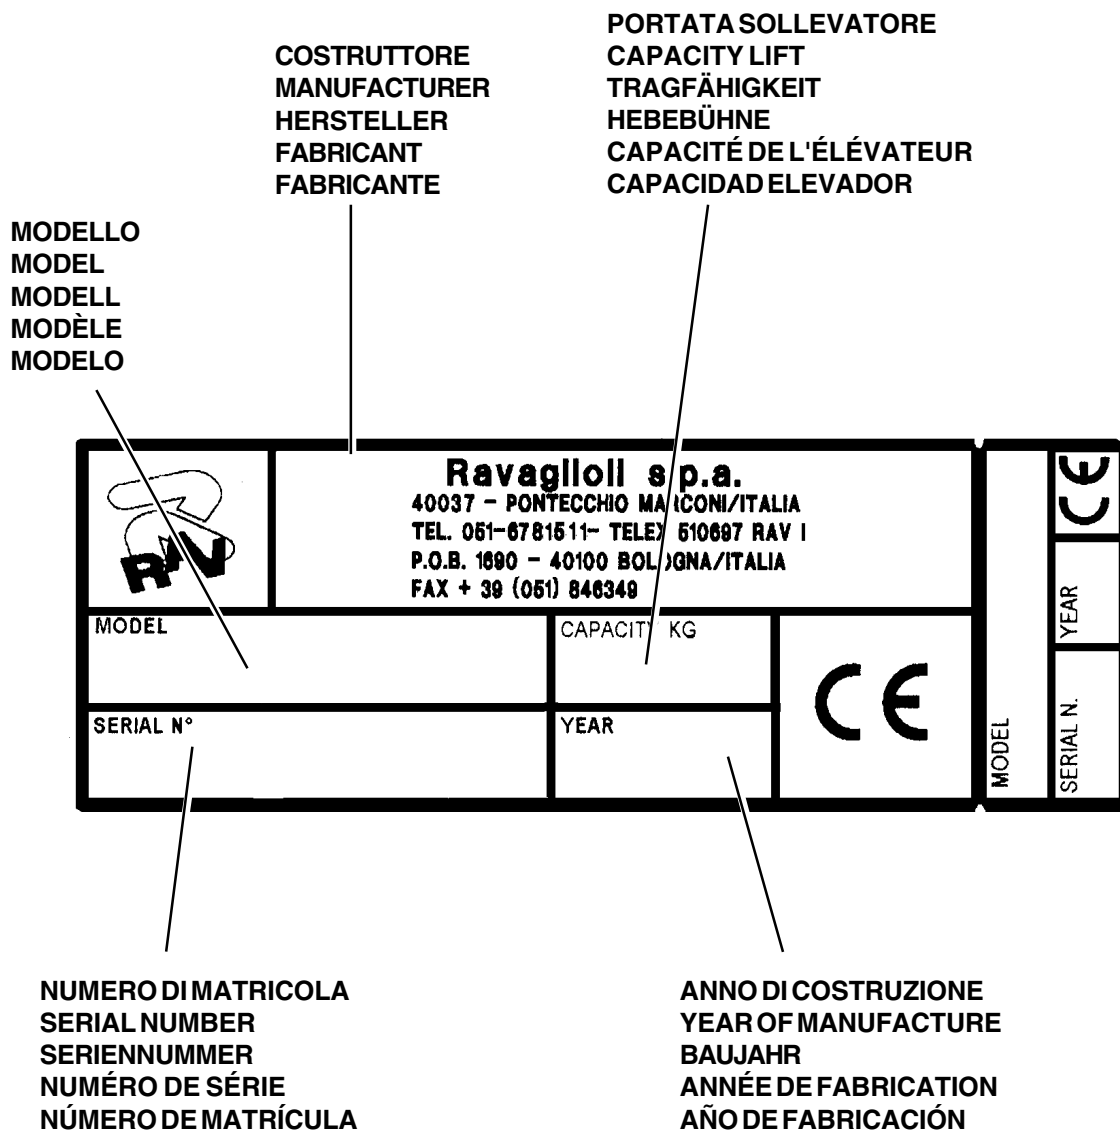 PORTATA SOLLEVATORE
CAPACITY LIFT
TRAGFÄHIGKEIT
HEBEBÜHNE
CAPACITÉ DE L'ÉLÉVATEUR
CAPACIDAD ELEVADOR
COSTRUTTORE
MANUFACTURER
HERSTELLER
FABRICANT
FABRICANTE
MODELLO
MODEL
MODELL
MODÈLE
MODELO
RAV
Ravaglioli s.p.a.
40037 - PONTECCHIO MARCONI/ITALIA
TEL. 051-6781511- TELEX 510697 RAV I
P.O.B. 1690 - 40100 BOLOGNA/ITALIA
FAX + 39 (051) 846349
MODEL
CAPACITY KG
SERIAL N°
YEAR
CE
MODEL
CE
YEAR
SERIAL N.
NUMERO DI MATRICOLA
SERIAL NUMBER
SERIENNUMMER
NUMÉRO DE SÉRIE
NÚMERO DE MATRÍCULA
ANNO DI COSTRUZIONE
YEAR OF MANUFACTURE
BAUJAHR
ANNÉE DE FABRICATION
AÑO DE FABRICACIÓN